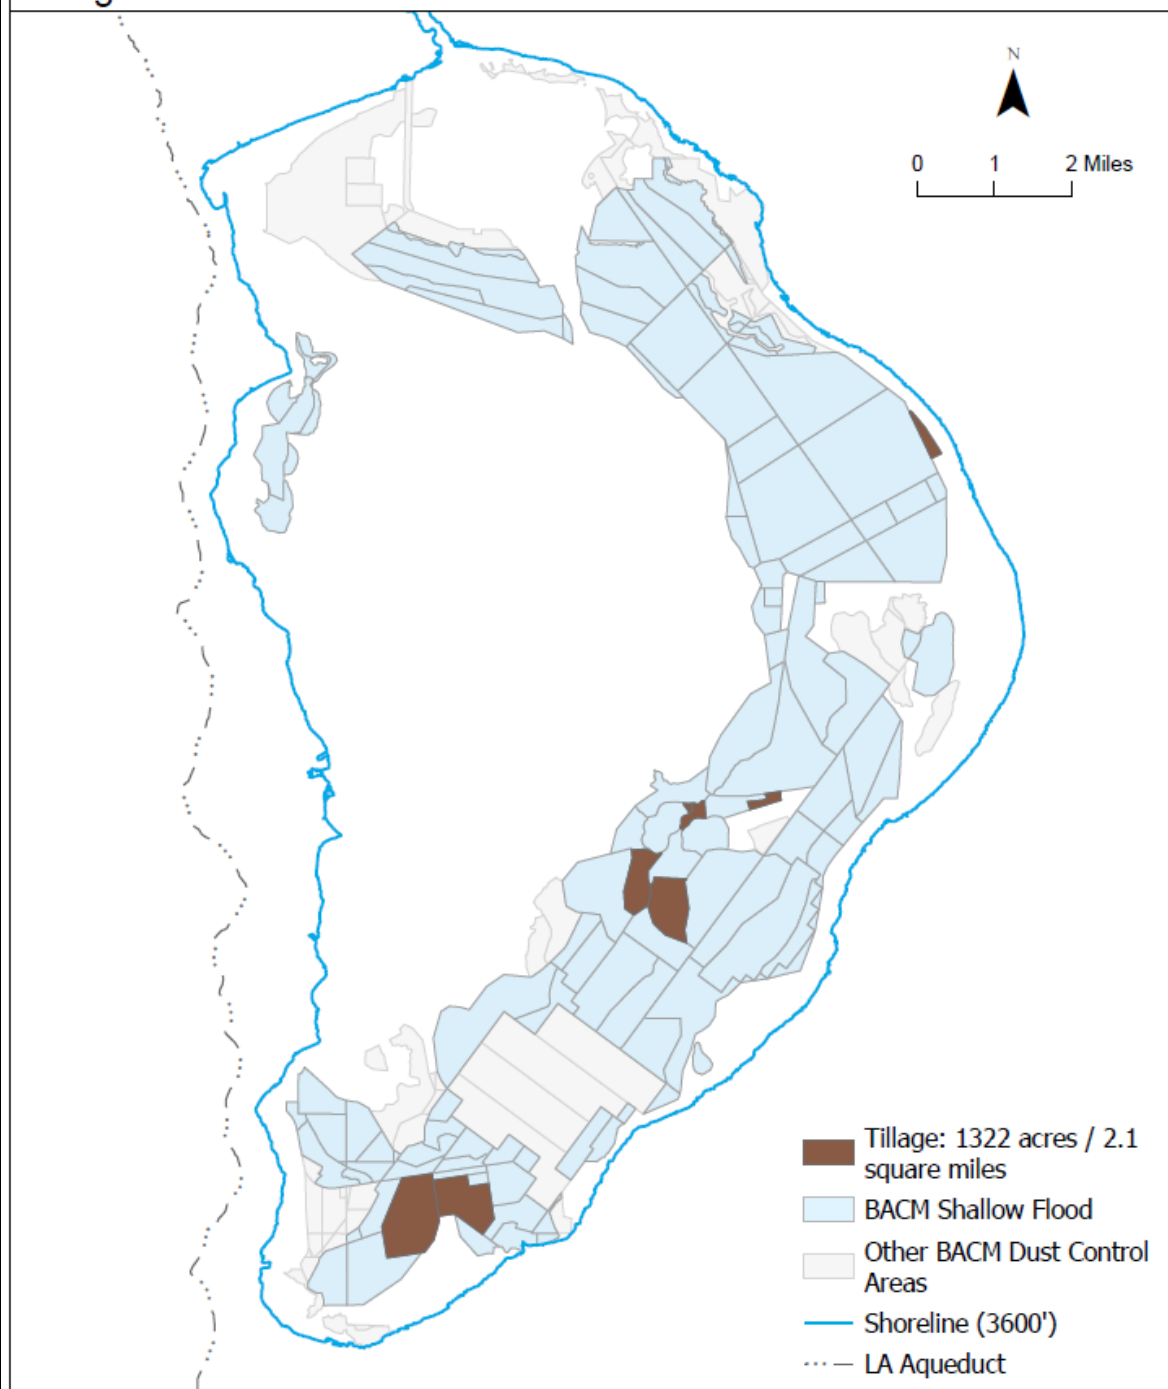 N
0 1 2 Miles
Tillage: 1322 acres / 2.1
square miles
BACM Shallow Flood
Other BACM Dust Control
Areas
Shoreline (3600')
LA Aqueduct